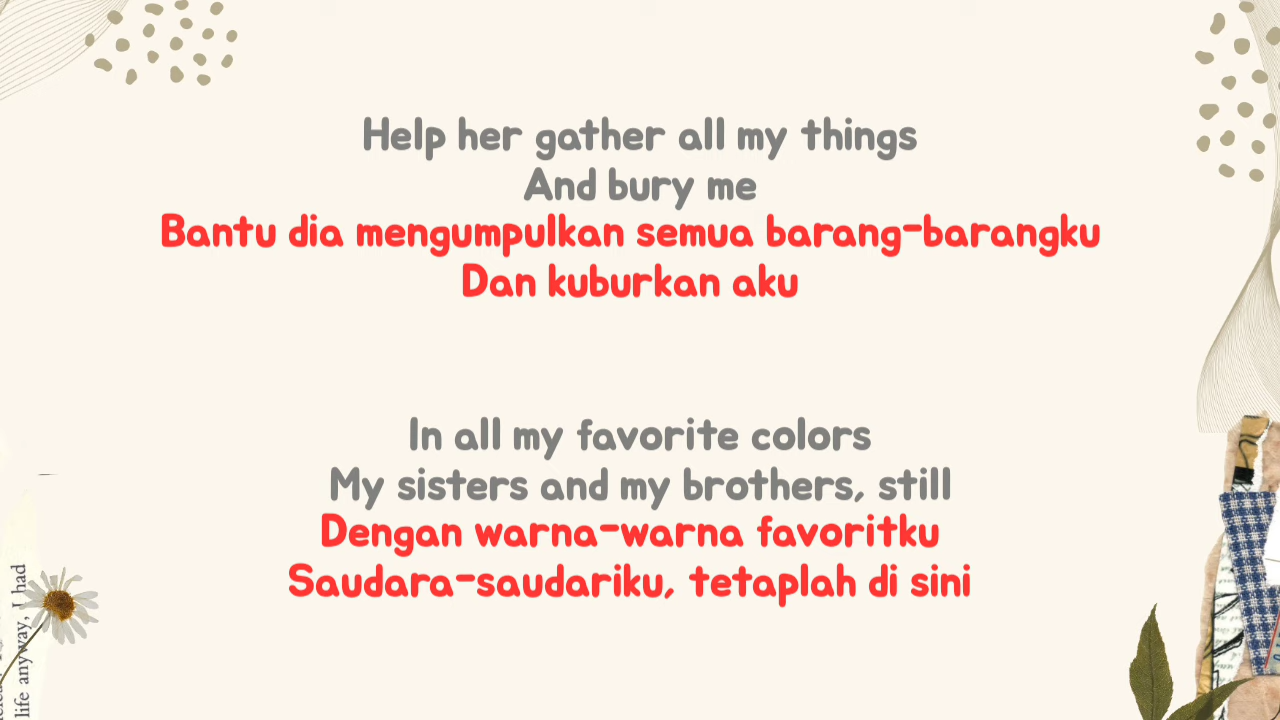 Help her gather all my things
And bury me
Bantu dia mengumpulkan semua barang-barangku
Dan kuburkan aku
In all my favorite colors
My sisters and my brothers, still
Dengan warna-warna favoritku
Saudara-saudariku, tetaplah di sini
life anyway, I had